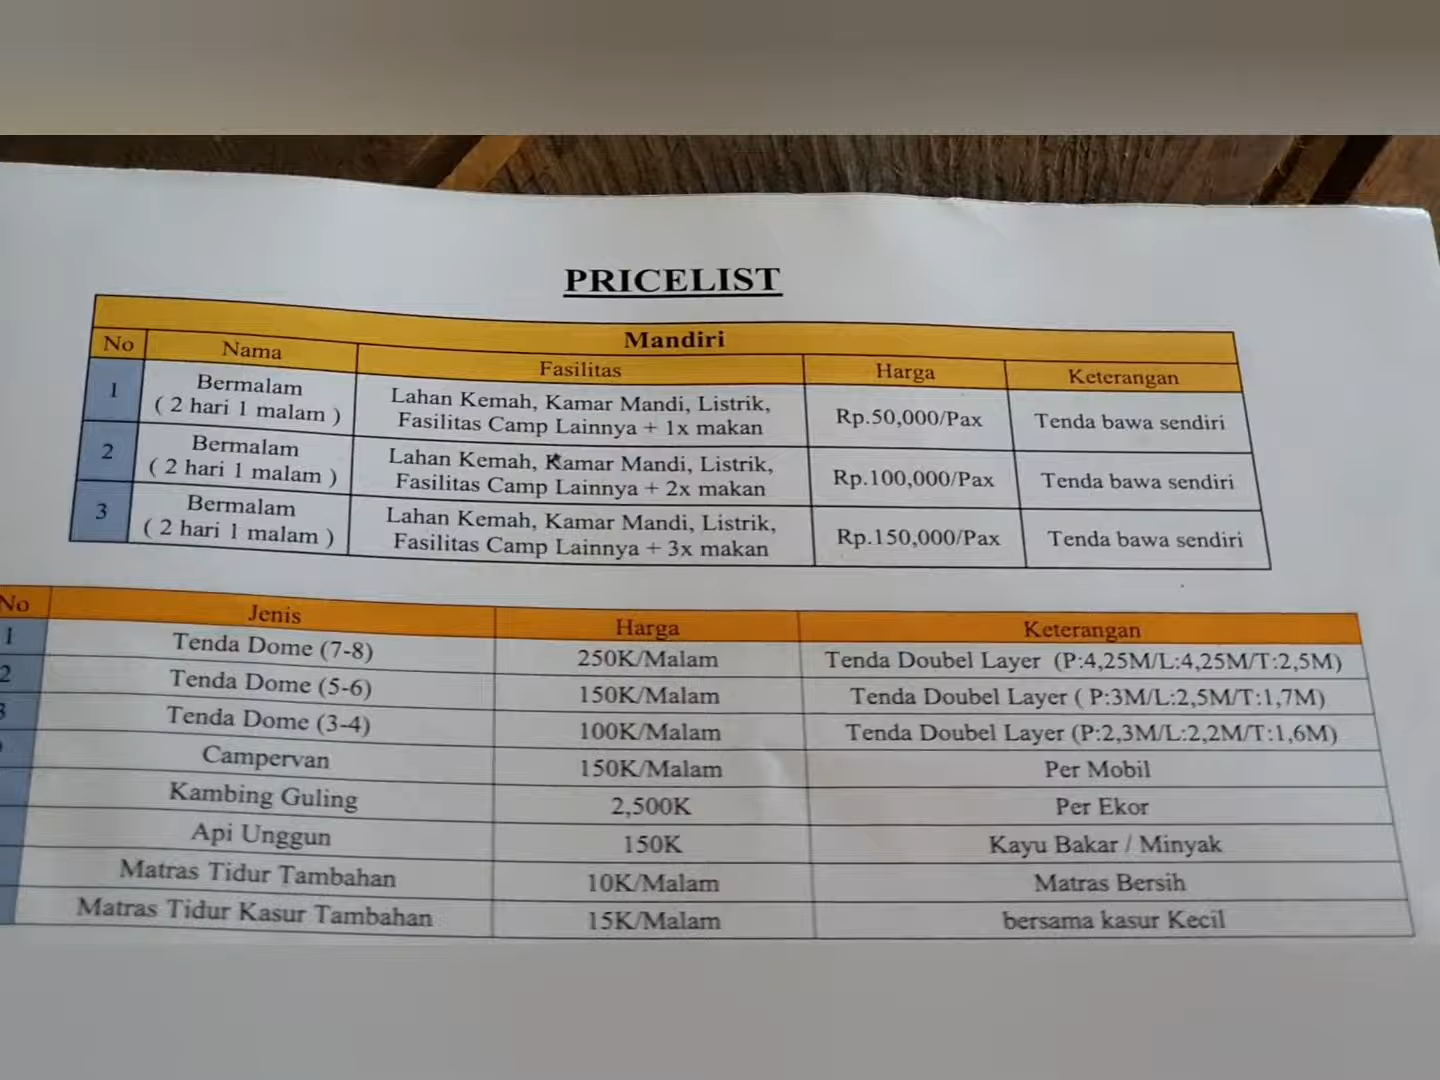 PRICELIST
Mandiri
No Nama Fasilitas Harga Keterangan
1 Bermalam ( 2 hari 1 malam ) Lahan Kemah, Kamar Mandi, Listrik, Fasilitas Camp Lainnya + 1x makan Rp.50,000/Pax Tenda bawa sendiri
2 Bermalam ( 2 hari 1 malam ) Lahan Kemah, Kamar Mandi, Listrik, Fasilitas Camp Lainnya + 2x makan Rp.100,000/Pax Tenda bawa sendiri
3 Bermalam ( 2 hari 1 malam ) Lahan Kemah, Kamar Mandi, Listrik, Fasilitas Camp Lainnya + 3x makan Rp.150,000/Pax Tenda bawa sendiri
No Jenis Harga Keterangan
1 Tenda Dome (7-8) 250K/Malam Tenda Doubel Layer (P:4,25M/L:4,25M/T:2,5M)
2 Tenda Dome (5-6) 150K/Malam Tenda Doubel Layer ( P:3M/L:2,5M/T:1,7M)
3 Tenda Dome (3-4) 100K/Malam Tenda Doubel Layer (P:2,3M/L:2,2M/T:1,6M)
Campervan 150K/Malam Per Mobil
Kambing Guling 2,500K Per Ekor
Api Unggun 150K Kayu Bakar / Minyak
Matras Tidur Tambahan 10K/Malam Matras Bersih
Matras Tidur Kasur Tambahan 15K/Malam bersama kasur Kecil